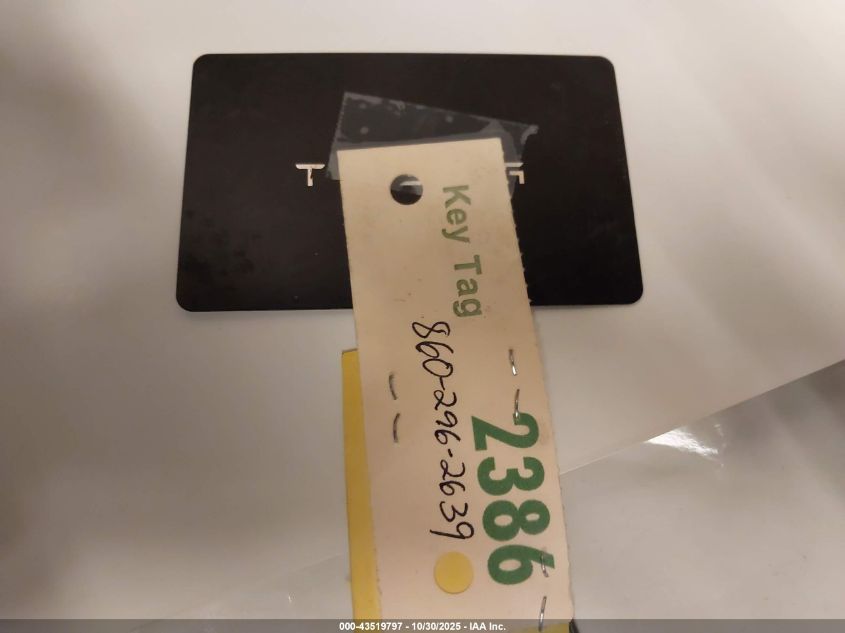 T
Key Tag
860-296-2639
2386
000-43519797 - 10/30/2025 - IAA Inc.